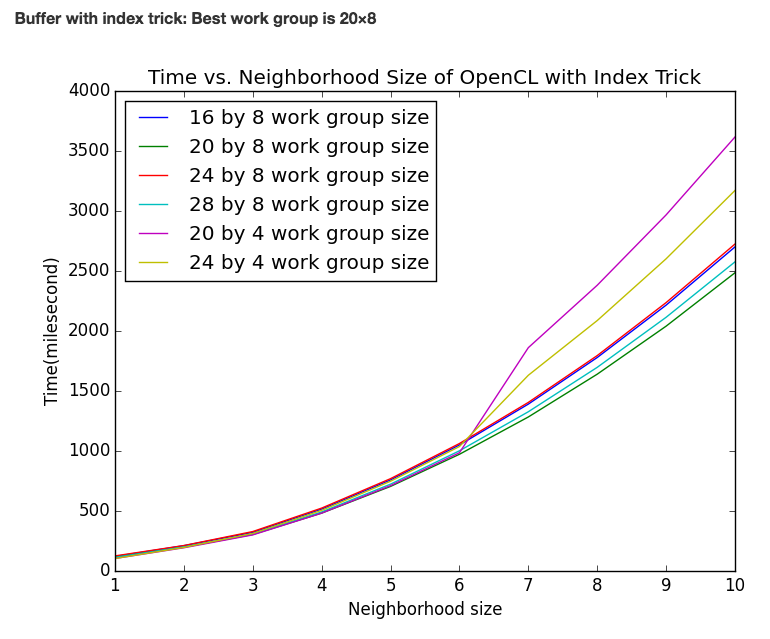 Buffer with index trick: Best work group is 20×8
Time vs. Neighborhood Size of OpenCL with Index Trick
4000
3500
3000
2500
2000
1500
1000
500
0
Time(milesecond)
16 by 8 work group size
20 by 8 work group size
24 by 8 work group size
28 by 8 work group size
20 by 4 work group size
24 by 4 work group size
1 2 3 4 5 6 7 8 9 10
Neighborhood size